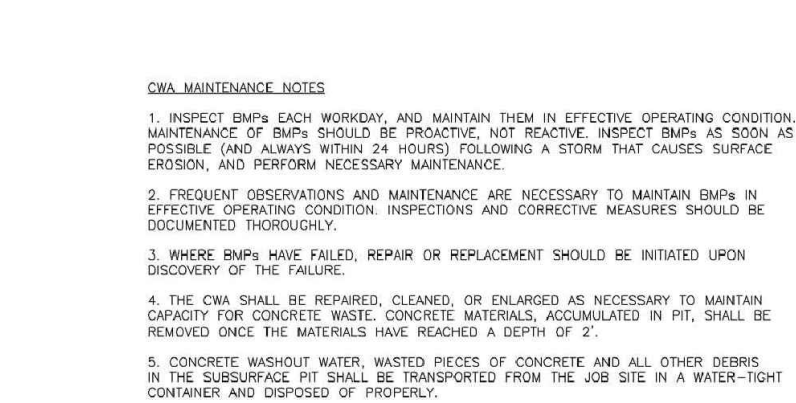 CWA MAINTENANCE NOTES
1. INSPECT BMPs EACH WORKDAY, AND MAINTAIN THEM IN EFFECTIVE OPERATING CONDITION.
MAINTENANCE OF BMPs SHOULD BE PROACTIVE, NOT REACTIVE. INSPECT BMPs AS SOON AS
POSSIBLE (AND ALWAYS WITHIN 24 HOURS) FOLLOWING A STORM THAT CAUSES SURFACE
EROSION, AND PERFORM NECESSARY MAINTENANCE.
2. FREQUENT OBSERVATIONS AND MAINTENANCE ARE NECESSARY TO MAINTAIN BMPs IN
EFFECTIVE OPERATING CONDITION. INSPECTIONS AND CORRECTIVE MEASURES SHOULD BE
DOCUMENTED THOROUGHLY.
3. WHERE BMPs HAVE FAILED, REPAIR OR REPLACEMENT SHOULD BE INITIATED UPON
DISCOVERY OF THE FAILURE.
4. THE CWA SHALL BE REPAIRED, CLEANED, OR ENLARGED AS NECESSARY TO MAINTAIN
CAPACITY FOR CONCRETE WASTE. CONCRETE MATERIALS, ACCUMULATED IN PIT, SHALL BE
REMOVED ONCE THE MATERIALS HAVE REACHED A DEPTH OF 2'.
5. CONCRETE WASHOUT WATER, WASTED PIECES OF CONCRETE AND ALL OTHER DEBRIS
IN THE SUBSURFACE PIT SHALL BE TRANSPORTED FROM THE JOB SITE IN A WATER-TIGHT
CONTAINER AND DISPOSED OF PROPERLY.